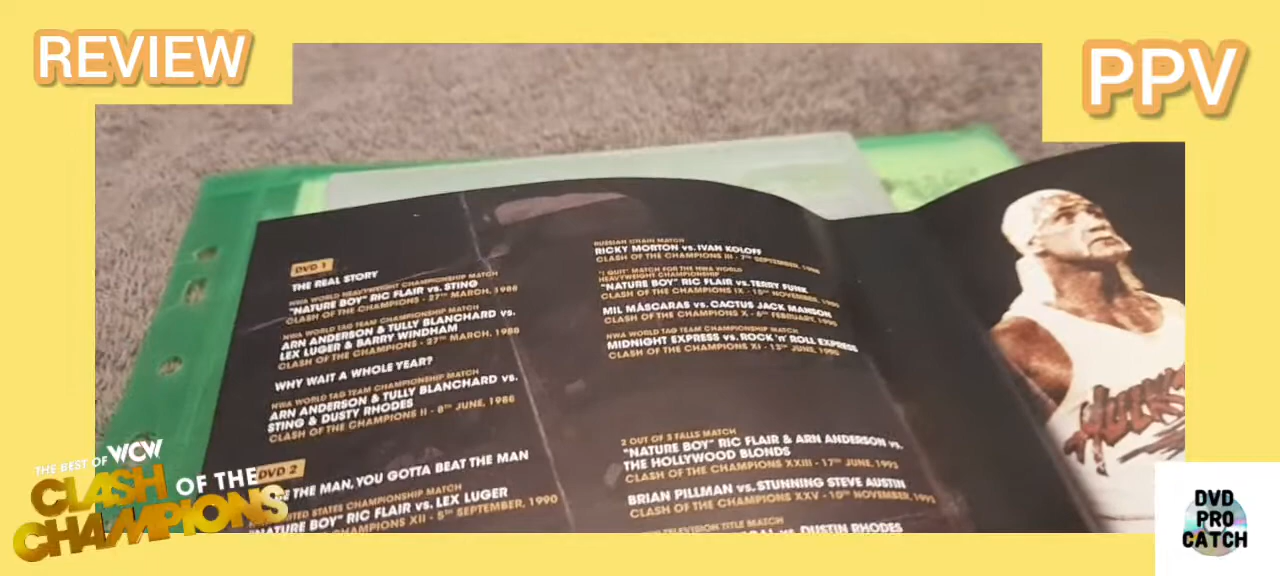 REVIEW
PPV
DVD 1
THE REAL STORY
NWA WORLD HEAVYWEIGHT CHAMPIONSHIP MATCH
"NATURE BOY" RIC FLAIR vs. STING
CLASH OF THE CHAMPIONS - 27TH MARCH, 1988
NWA WORLD TAG TEAM CHAMPIONSHIP MATCH
ARN ANDERSON & TULLY BLANCHARD vs.
LEX LUGER & BARRY WINDHAM
CLASH OF THE CHAMPIONS - 27TH MARCH, 1988
WHY WAIT A WHOLE YEAR?
NWA WORLD TAG TEAM CHAMPIONSHIP MATCH
ARN ANDERSON & TULLY BLANCHARD vs.
STING & DUSTY RHODES
CLASH OF THE CHAMPIONS II - 8TH JUNE, 1988
DVD 2
THE MAN, YOU GOTTA BEAT THE MAN
STATES CHAMPIONSHIP MATCH
NATURE BOY" RIC FLAIR vs. LEX LUGER
CHAMPIONS XII - 5TH SEPTEMBER, 1990
RUSSIAN CHAIN MATCH
RICKY MORTON vs. IVAN KOLOFF
CLASH OF THE CHAMPIONS III - 7TH SEPTEMBER, 1988
"I QUIT" MATCH FOR THE NWA WORLD
HEAVYWEIGHT CHAMPIONSHIP
"NATURE BOY" RIC FLAIR vs. TERRY FUNK
CLASH OF THE CHAMPIONS IX - 15TH NOVEMBER,
MIL MÁSCARAS vs. CACTUS JACK MANSON
CLASH OF THE CHAMPIONS X - 6TH FEBRUARY, 1990
NWA WORLD TAG TEAM CHAMPIONSHIP MATCH
MIDNIGHT EXPRESS vs. ROCK 'n' ROLL EXPRESS
CLASH OF THE CHAMPIONS XI - 13TH JUNE, 1990
2 OUT OF 3 FALLS MATCH
"NATURE BOY" RIC FLAIR & ARN ANDERSON vs.
THE HOLLYWOOD BLONDS
CLASH OF THE CHAMPIONS XXIII - 17TH JUNE, 1993
BRIAN PILLMAN vs. STUNNING STEVE AUSTIN
CLASH OF THE CHAMPIONS XXV - 10TH NOVEMBER, 1993
TELEVISION TITLE MATCH
vs. DUSTIN RHODES
THE BEST OF WCW
CLASH OF THE
CHAMPIONS
DVD
PRO
CATCH